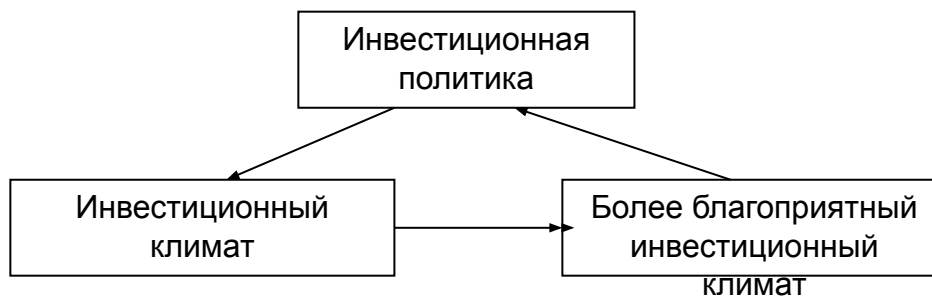 Инвестиционная
политика
Инвестиционный
климат
Более благоприятный
инвестиционный
климат